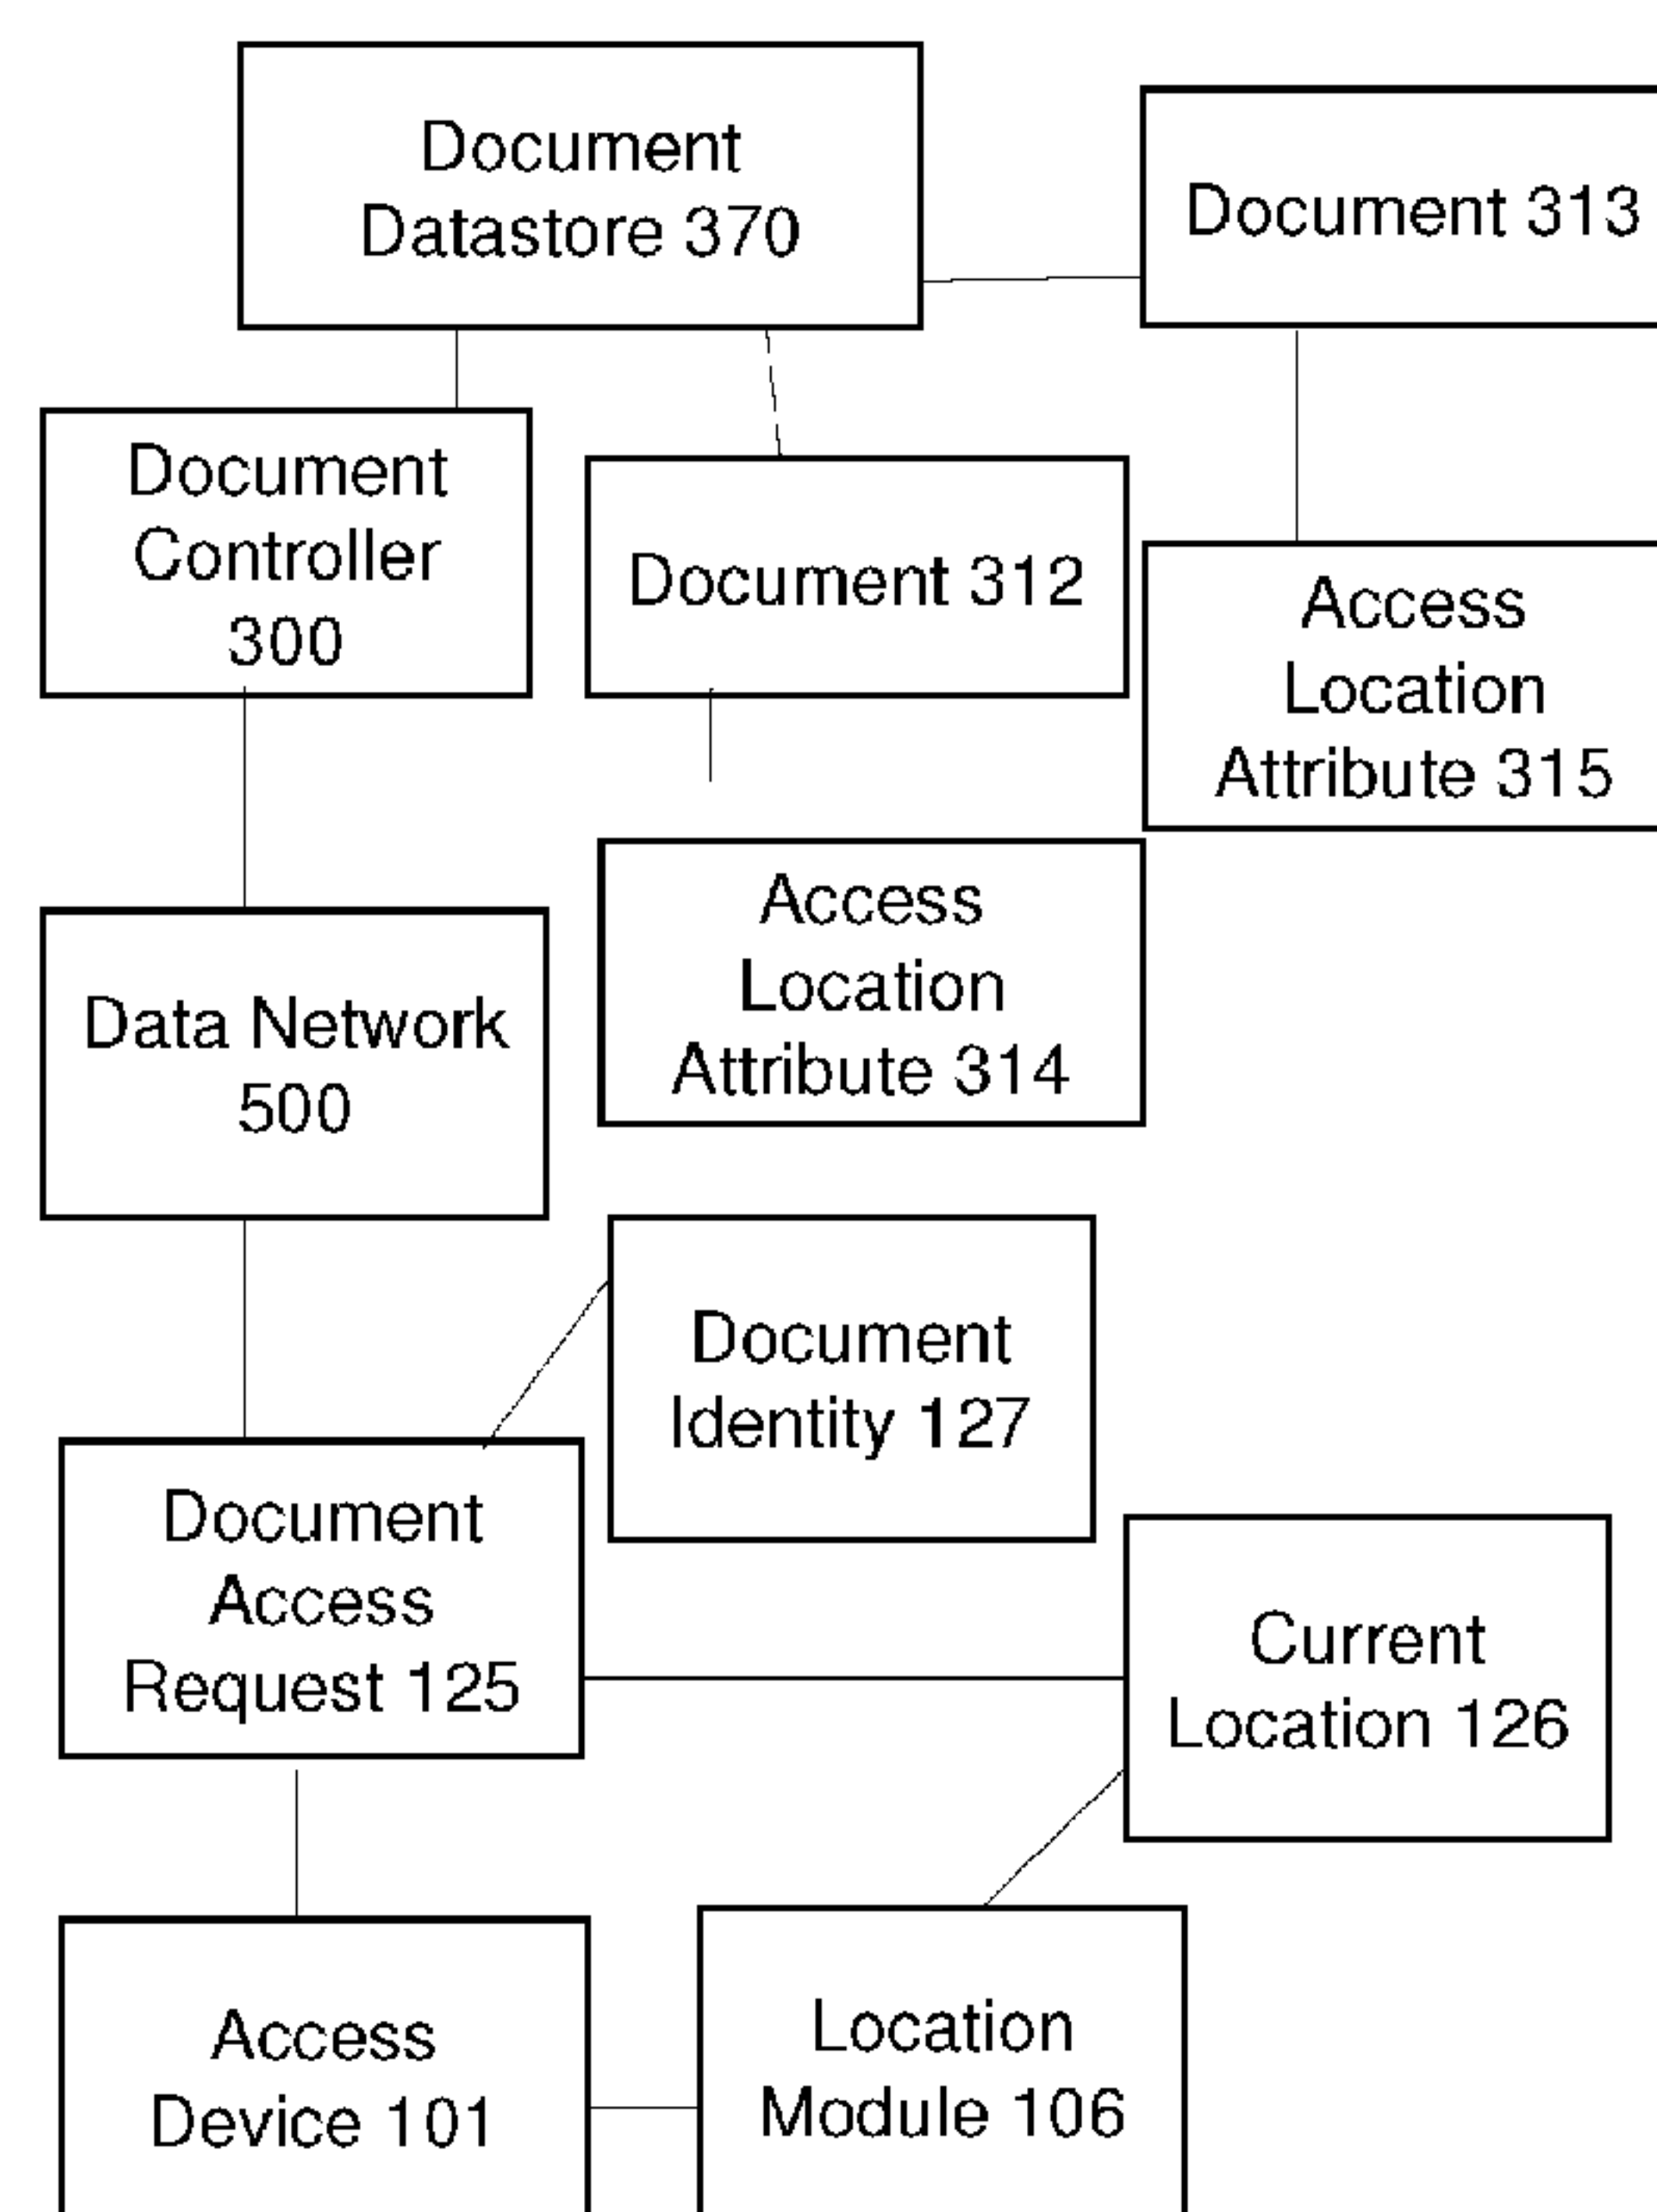 Document
Datastore 370
Document 313
Document
Controller
300
Document 312
Access
Location
Attribute 315
Access
Location
Attribute 314
Data Network
500
Document
Identity 127
Document
Access
Request 125
Current
Location 126
Access
Device 101
Location
Module 106